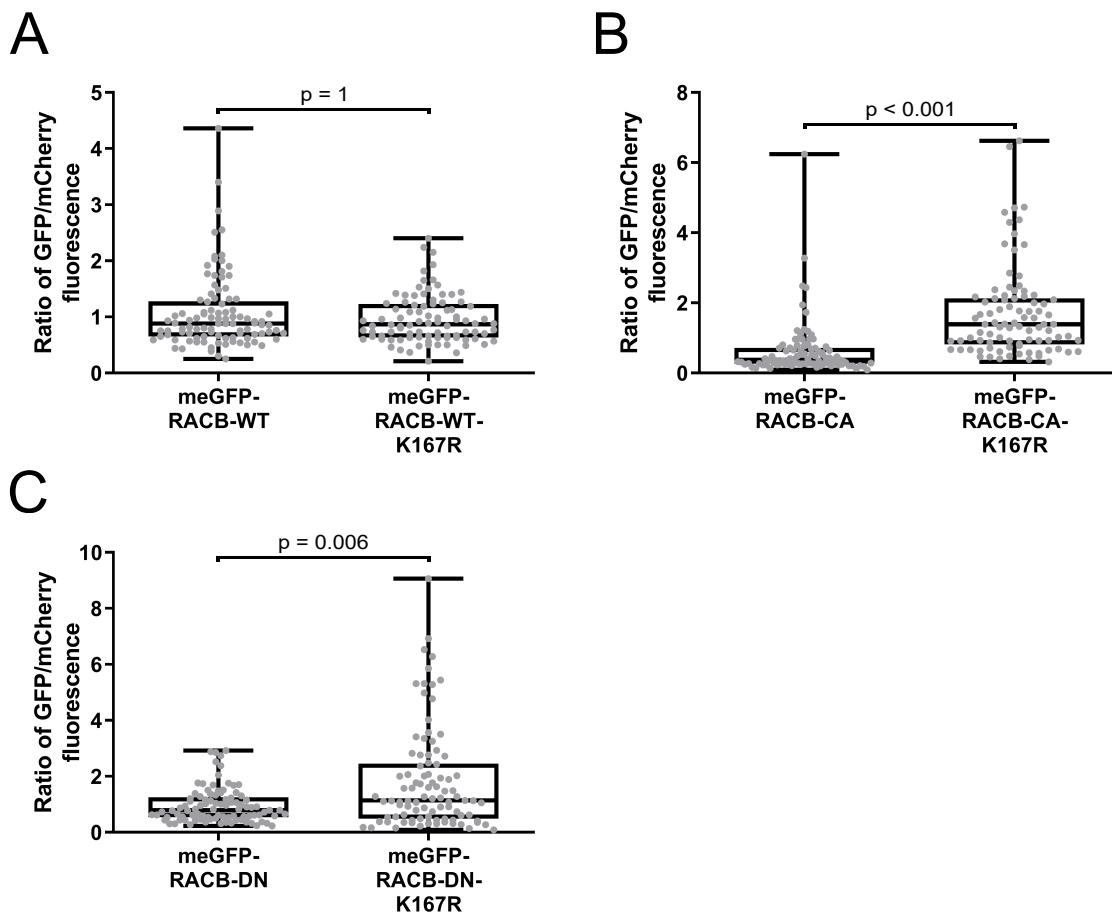 A
Ratio of GFP/mCherry
fluorescence
5
4
3
2
1
0
p = 1
meGFP-
RACB-WT
meGFP-
RACB-WT-
K167R
B
Ratio of GFP/mCherry
fluorescence
8
6
4
2
0
p < 0.001
meGFP-
RACB-CA
meGFP-
RACB-CA-
K167R
C
Ratio of GFP/mCherry
fluorescence
10
8
6
4
2
0
p = 0.006
meGFP-
RACB-DN
meGFP-
RACB-DN-
K167R